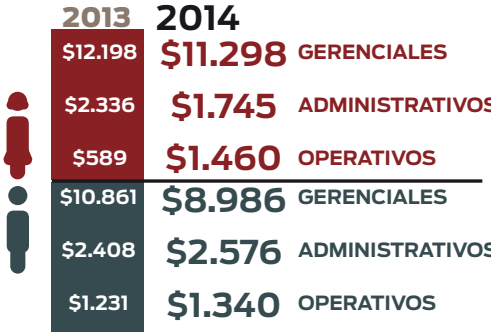 2013 2014
$12.198 $11.298 GERENCIALES
$2.336 $1.745 ADMINISTRATIVOS
$589 $1.460 OPERATIVOS
$10.861 $8.986 GERENCIALES
$2.408 $2.576 ADMINISTRATIVOS
$1.231 $1.340 OPERATIVOS